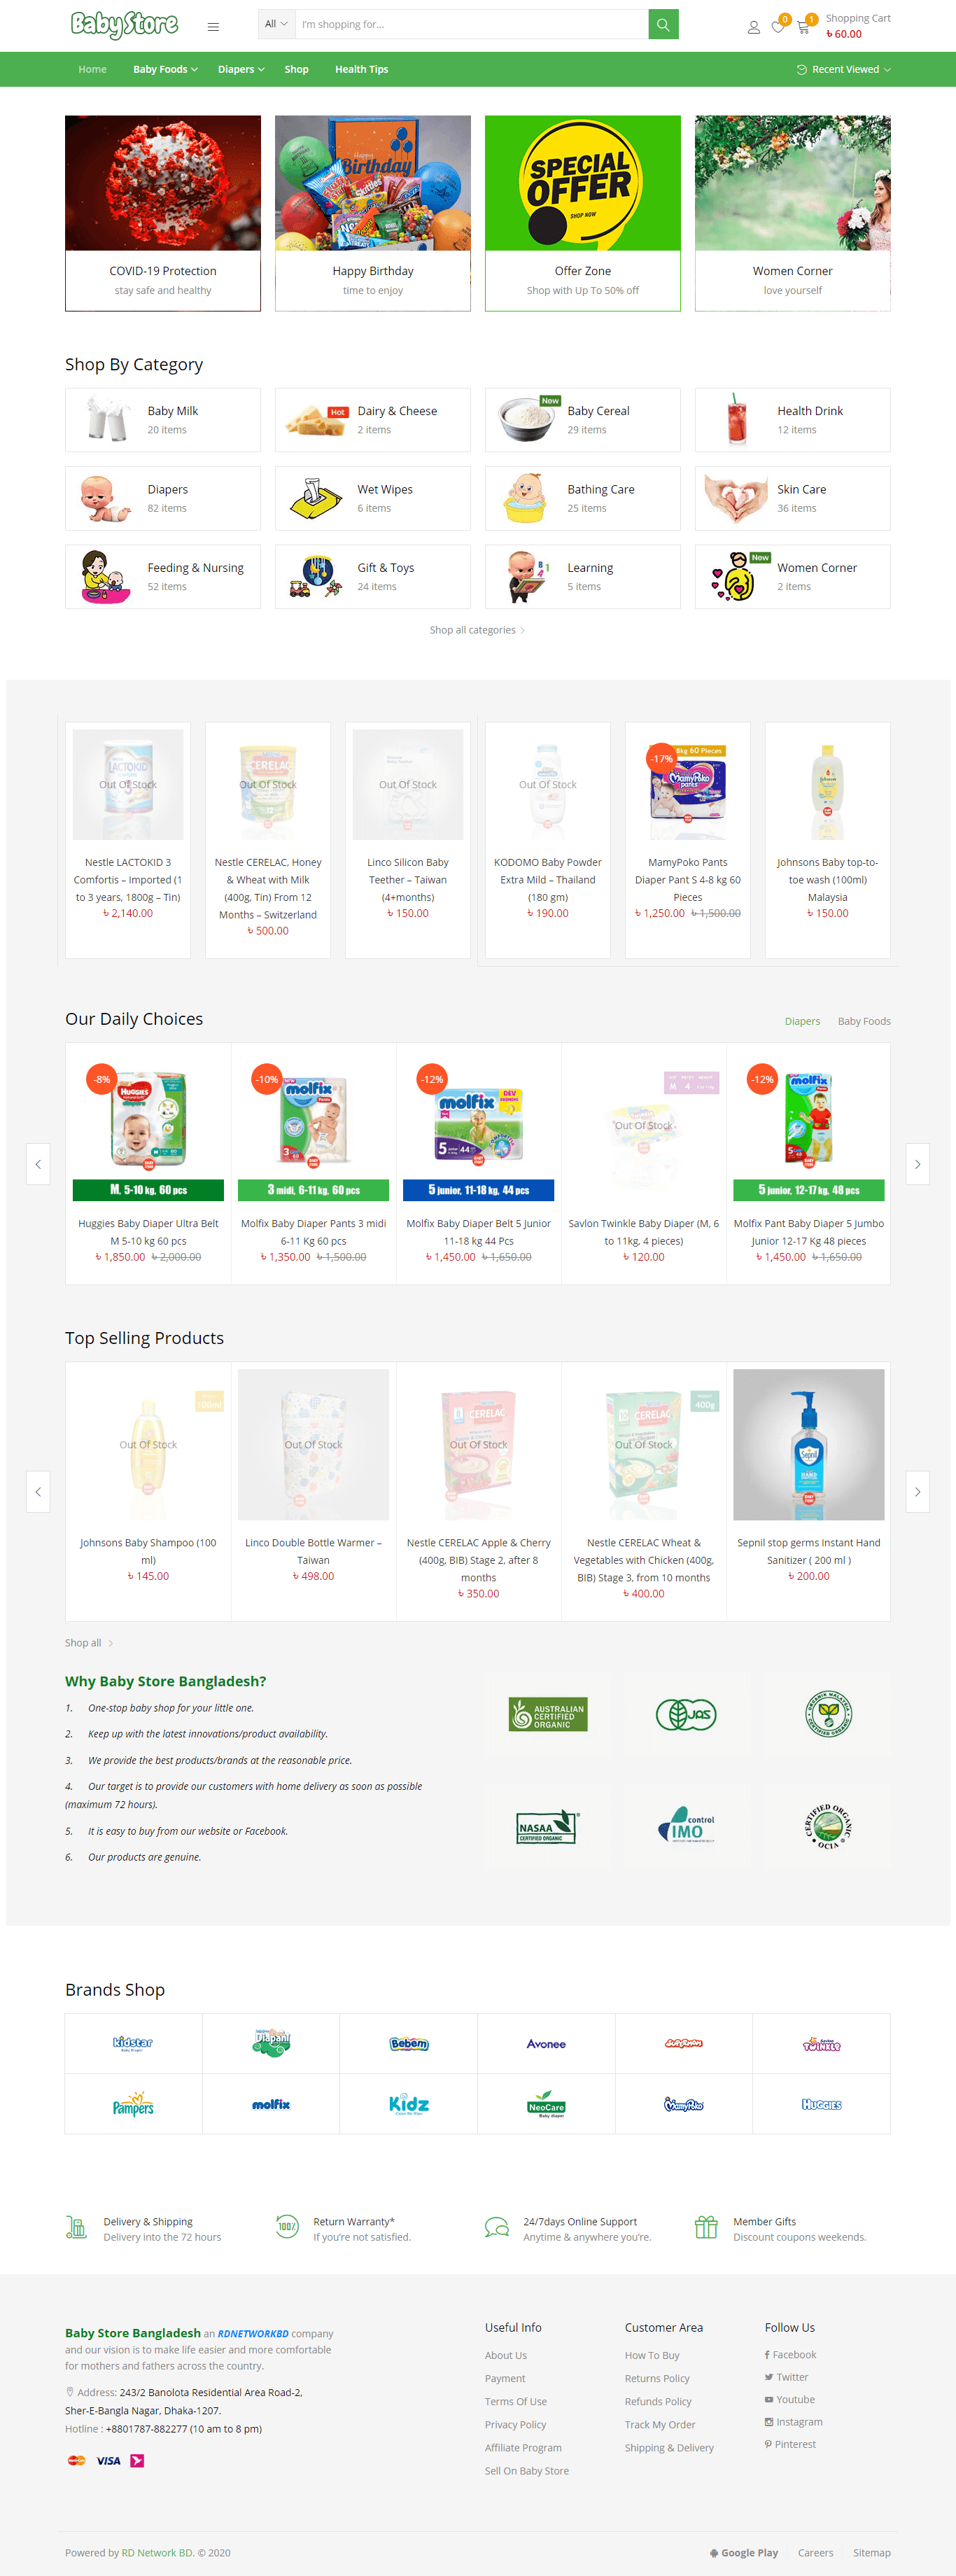 BabyStore
All
I'm shopping for...
0
1
Shopping Cart
৳ 60.00
Home
Baby Foods
Diapers
Shop
Health Tips
Recent Viewed
Happy
Birthday
SPECIAL
OFFER
SHOP NOW
COVID-19 Protection
stay safe and healthy
Happy Birthday
time to enjoy
Offer Zone
Shop with Up To 50% off
Women Corner
love yourself
Shop By Category
Baby Milk
20 items
Hot
Dairy & Cheese
2 items
New
Baby Cereal
29 items
Health Drink
12 items
Diapers
82 items
Wet Wipes
6 items
Bathing Care
25 items
Skin Care
36 items
Feeding & Nursing
52 items
Gift & Toys
24 items
Learning
5 items
New
Women Corner
2 items
Shop all categories
LACTOKID
Out Of Stock
Nestle LACTOKID 3
Comfortis – Imported (1
to 3 years, 1800g – Tin)
৳ 2,140.00
CERELAC
Out Of Stock
Nestle CERELAC, Honey
& Wheat with Milk
(400g, Tin) From 12
Months – Switzerland
৳ 500.00
Out Of Stock
Linco Silicon Baby
Teether – Taiwan
(4+months)
৳ 150.00
Out Of Stock
KODOMO Baby Powder
Extra Mild – Thailand
(180 gm)
৳ 190.00
-17%
8kg 60 Pieces
MamyPoko
pants
MamyPoko Pants
Diaper Pant S 4-8 kg 60
Pieces
৳ 1,250.00 ৳ 1,500.00
Johnsons Baby top-to-
toe wash (100ml)
Malaysia
৳ 150.00
Our Daily Choices
Diapers
Baby Foods
-8%
HUGGIES
M, 5-10 kg, 60 pcs
Huggies Baby Diaper Ultra Belt
M 5-10 kg 60 pcs
৳ 1,850.00 ৳ 2,000.00
-10%
molfix
3 midi, 6-11 kg, 60 pcs
Molfix Baby Diaper Pants 3 midi
6-11 Kg 60 pcs
৳ 1,350.00 ৳ 1,500.00
-12%
molfix
5 44
5 junior, 11-18 kg, 44 pcs
Molfix Baby Diaper Belt 5 Junior
11-18 kg 44 Pcs
৳ 1,450.00 ৳ 1,650.00
M 4
Out Of Stock
Savlon Twinkle Baby Diaper (M, 6
to 11kg, 4 pieces)
৳ 120.00
-12%
molfix
5 junior, 12-17 kg, 48 pcs
Molfix Pant Baby Diaper 5 Jumbo
Junior 12-17 Kg 48 pieces
৳ 1,450.00 ৳ 1,650.00
Top Selling Products
100ml
Out Of Stock
Johnsons Baby Shampoo (100
ml)
৳ 145.00
Out Of Stock
Linco Double Bottle Warmer –
Taiwan
৳ 498.00
CERELAC
Out Of Stock
Nestle CERELAC Apple & Cherry
(400g, BIB) Stage 2, after 8
months
৳ 350.00
400g
CERELAC
Out Of Stock
Nestle CERELAC Wheat &
Vegetables with Chicken (400g,
BIB) Stage 3, from 10 months
৳ 400.00
Sepnil
HAND
Sepnil stop germs Instant Hand
Sanitizer ( 200 ml )
৳ 200.00
Shop all
Why Baby Store Bangladesh?
1. One-stop baby shop for your little one.
2. Keep up with the latest innovations/product availability.
3. We provide the best products/brands at the reasonable price.
4. Our target is to provide our customers with home delivery as soon as possible
(maximum 72 hours).
5. It is easy to buy from our website or Facebook.
6. Our products are genuine.
AUSTRALIAN
CERTIFIED
ORGANIC
JAS
NASAA
CERTIFIED ORGANIC
control
IMO
CERTIFIED ORGANIC
OCIA
Brands Shop
kidstar
Baby Diaper
Diapant
Bebem
Avonee
Savlon
TWINKLE
Pampers
molfix
Kidz
NeoCare
Baby diaper
MamyPoko
HUGGIES
Delivery & Shipping
Delivery into the 72 hours
100%
Return Warranty*
If you're not satisfied.
24/7days Online Support
Anytime & anywhere you're.
Member Gifts
Discount coupons weekends.
Baby Store Bangladesh an RDNETWORKBD company
and our vision is to make life easier and more comfortable
for mothers and fathers across the country.
Address: 243/2 Banolota Residential Area Road-2,
Sher-E-Bangla Nagar, Dhaka-1207.
Hotline : +8801787-882277 (10 am to 8 pm)
VISA
Useful Info
About Us
Payment
Terms Of Use
Privacy Policy
Affiliate Program
Sell On Baby Store
Customer Area
How To Buy
Returns Policy
Refunds Policy
Track My Order
Shipping & Delivery
Follow Us
Facebook
Twitter
Youtube
Instagram
Pinterest
Powered by RD Network BD. © 2020
Google Play
Careers
Sitemap